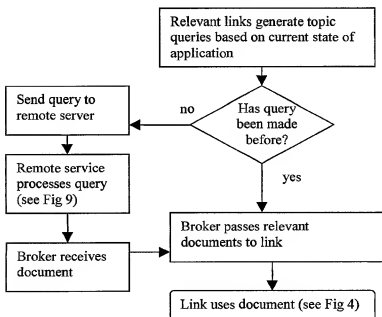 Relevant links generate topic
queries based on current state of
application
Send query to
remote server
no
Has query
been made
before?
Remote service
processes query
(see Fig 9)
yes
Broker passes relevant
documents to link
Broker receives
document
Link uses document (see Fig 4)